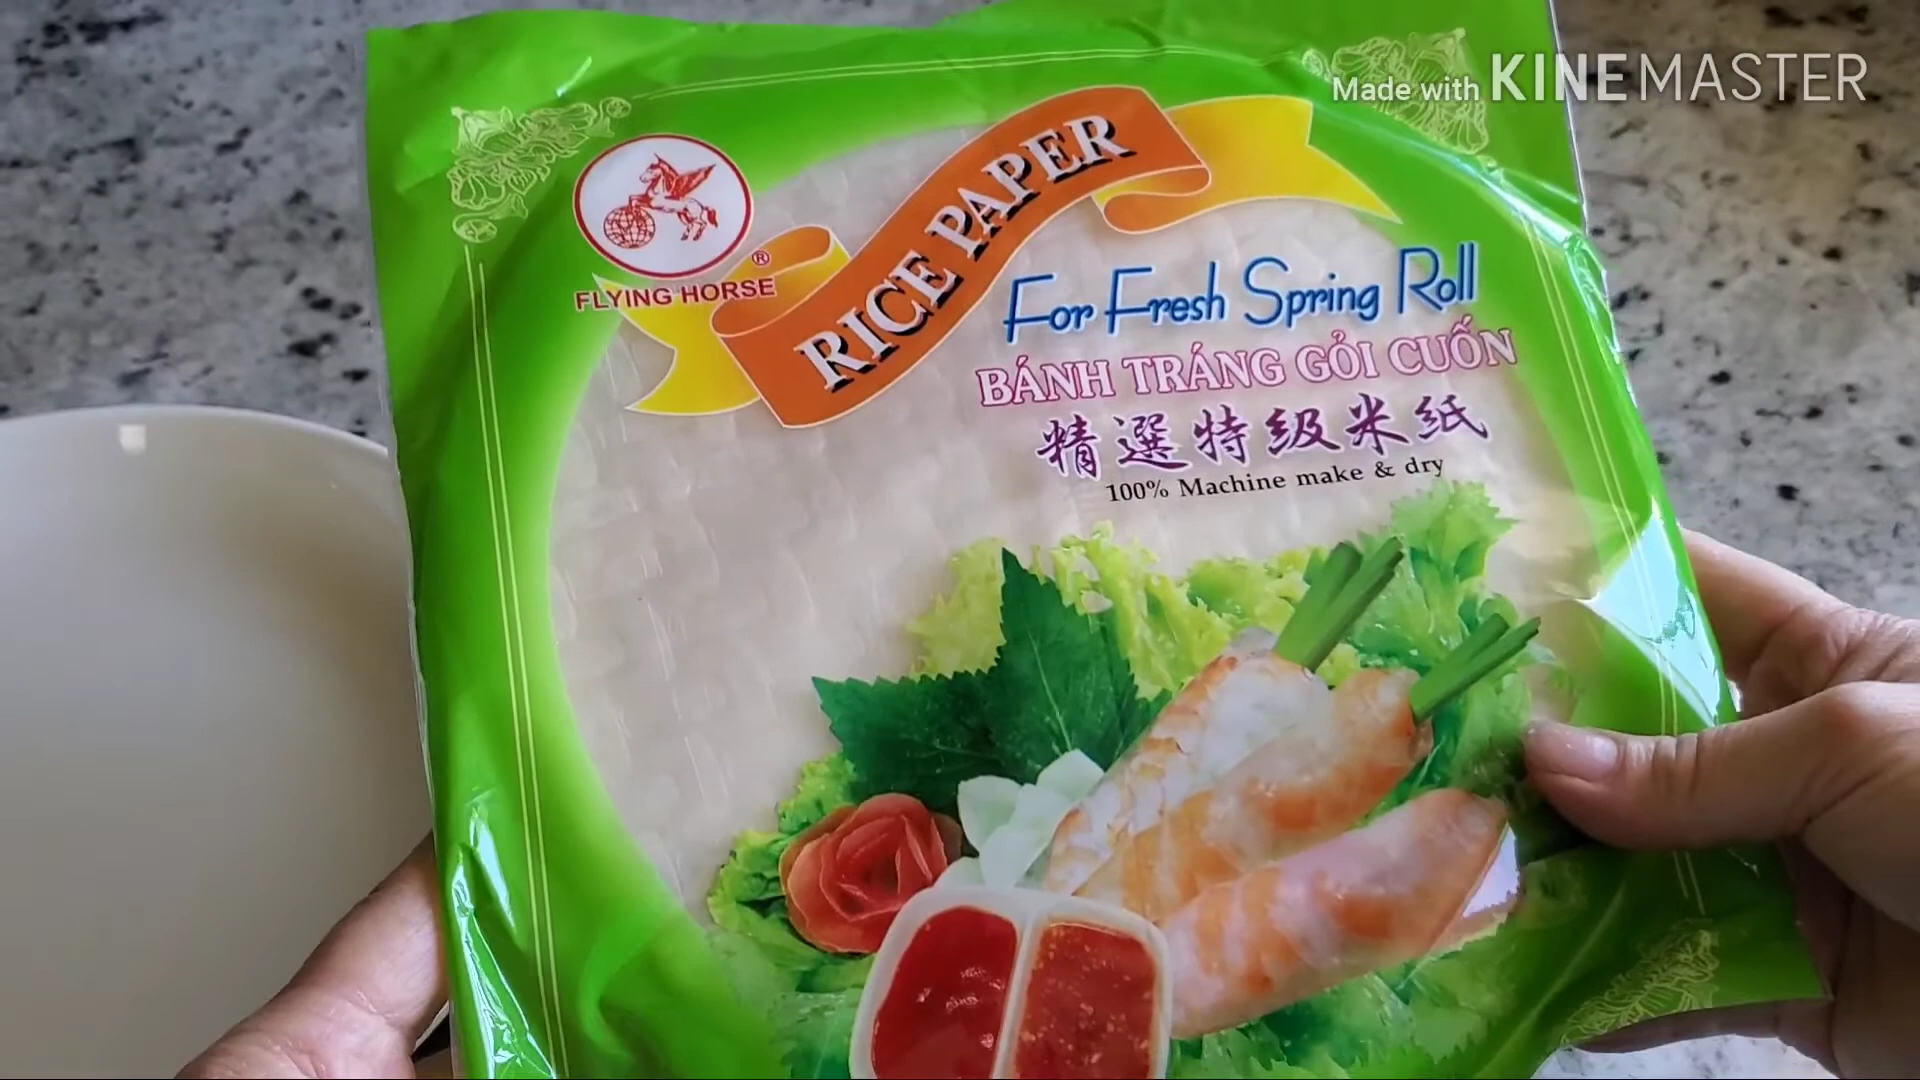 Made with KINEMASTER
RICE PAPER
®
FLYING HORSE
For Fresh Spring Roll
BÁNH TRÁNG GỎI CUỐN
精選特级米纸
100% Machine make & dry